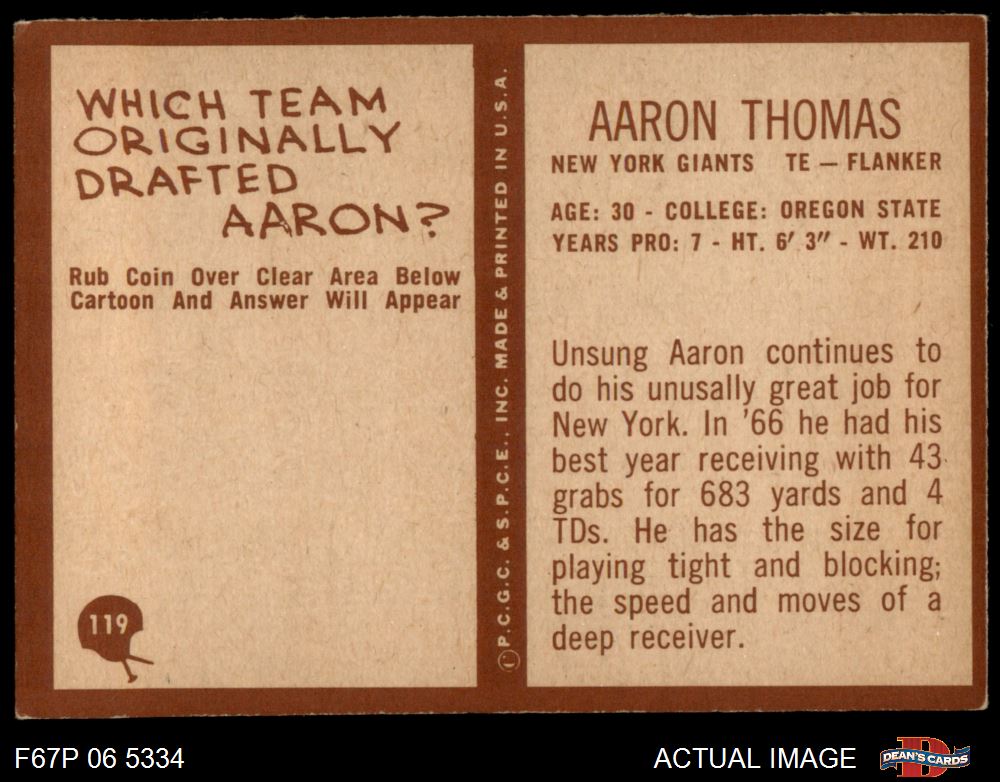 WHICH TEAM
ORIGINALLY
DRAFTED
AARON?
Rub Coin Over Clear Area Below
Cartoon And Answer Will Appear
119
©P.C.G.C. & S.P.C.E., INC. MADE & PRINTED IN U.S.A.
AARON THOMAS
NEW YORK GIANTS TE — FLANKER
AGE: 30 - COLLEGE: OREGON STATE
YEARS PRO: 7 - HT. 6′ 3″ - WT. 210
Unsung Aaron continues to
do his unusally great job for
New York. In '66 he had his
best year receiving with 43
grabs for 683 yards and 4
TDs. He has the size for
playing tight and blocking;
the speed and moves of a
deep receiver.
F67P 06 5334
ACTUAL IMAGE
DEAN'S CARDS